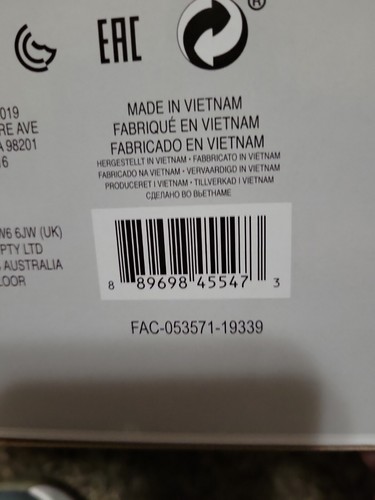 EAC
®
019
RE AVE
A 98201
6
MADE IN VIETNAM
FABRIQUÉ EN VIETNAM
FABRICADO EN VIETNAM
HERGESTELLT IN VIETNAM • FABBRICATO IN VIETNAM
FABRICADO NA VIETNAM • VERVAARDIGD IN VIETNAM
PRODUCERET I VIETNAM • TILLVERKAD I VIETNAM
СДЕЛАНО ВО ВЬЕТНАМЕ
W6 6JW (UK)
PTY LTD
AUSTRALIA
LOOR
8 89698 45547 3
FAC-053571-19339